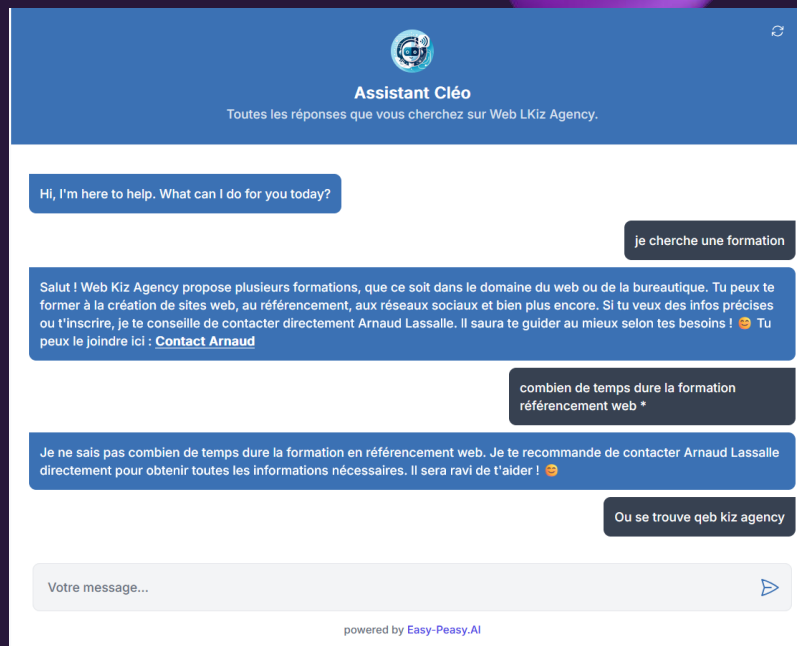 Assistant Cléo
Toutes les réponses que vous cherchez sur Web LKiz Agency.
Hi, I'm here to help. What can I do for you today?
je cherche une formation
Salut ! Web Kiz Agency propose plusieurs formations, que ce soit dans le domaine du web ou de la bureautique. Tu peux te
former à la création de sites web, au référencement, aux réseaux sociaux et bien plus encore. Si tu veux des infos précises
ou t'inscrire, je te conseille de contacter directement Arnaud Lassalle. Il saura te guider au mieux selon tes besoins ! 😊 Tu
peux le joindre ici : Contact Arnaud
combien de temps dure la formation
référencement web *
Je ne sais pas combien de temps dure la formation en référencement web. Je te recommande de contacter Arnaud Lassalle
directement pour obtenir toutes les informations nécessaires. Il sera ravi de t'aider ! 😊
Ou se trouve qeb kiz agency
Votre message...
powered by Easy-Peasy.AI